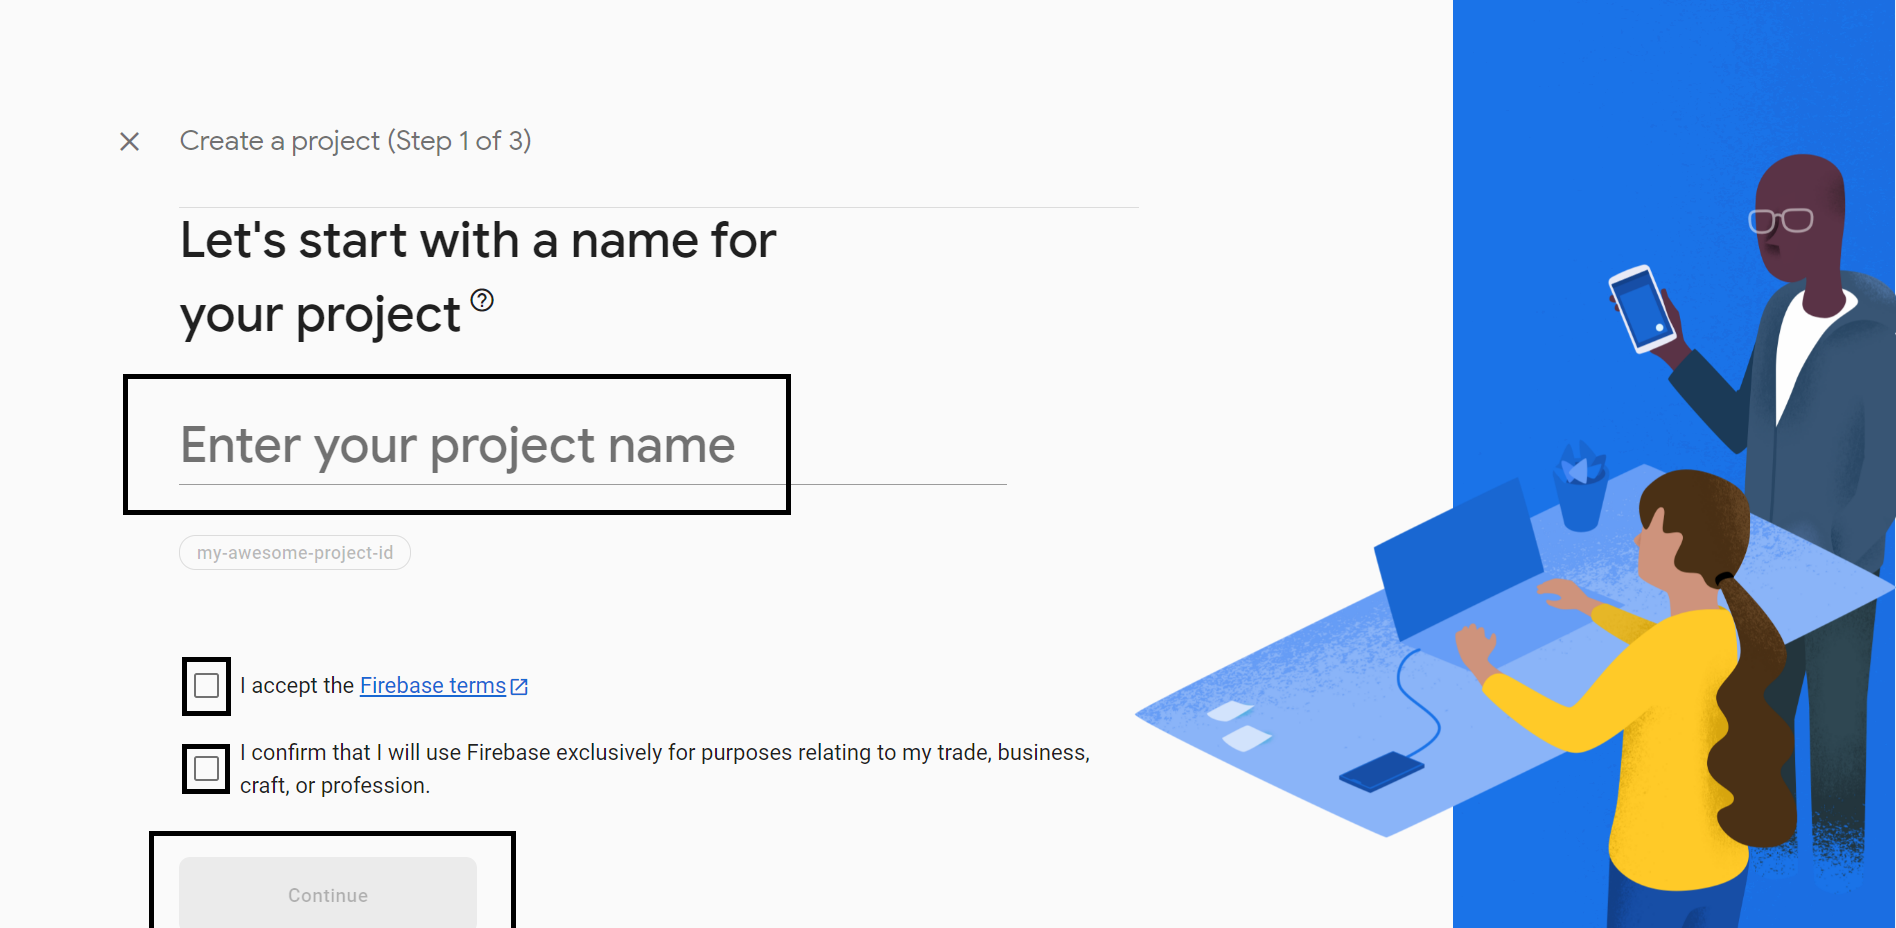 Create a project (Step 1 of 3)
Let's start with a name for
your project
Enter your project name
my-awesome-project-id
I accept the Firebase terms
I confirm that I will use Firebase exclusively for purposes relating to my trade, business,
craft, or profession.
Continue